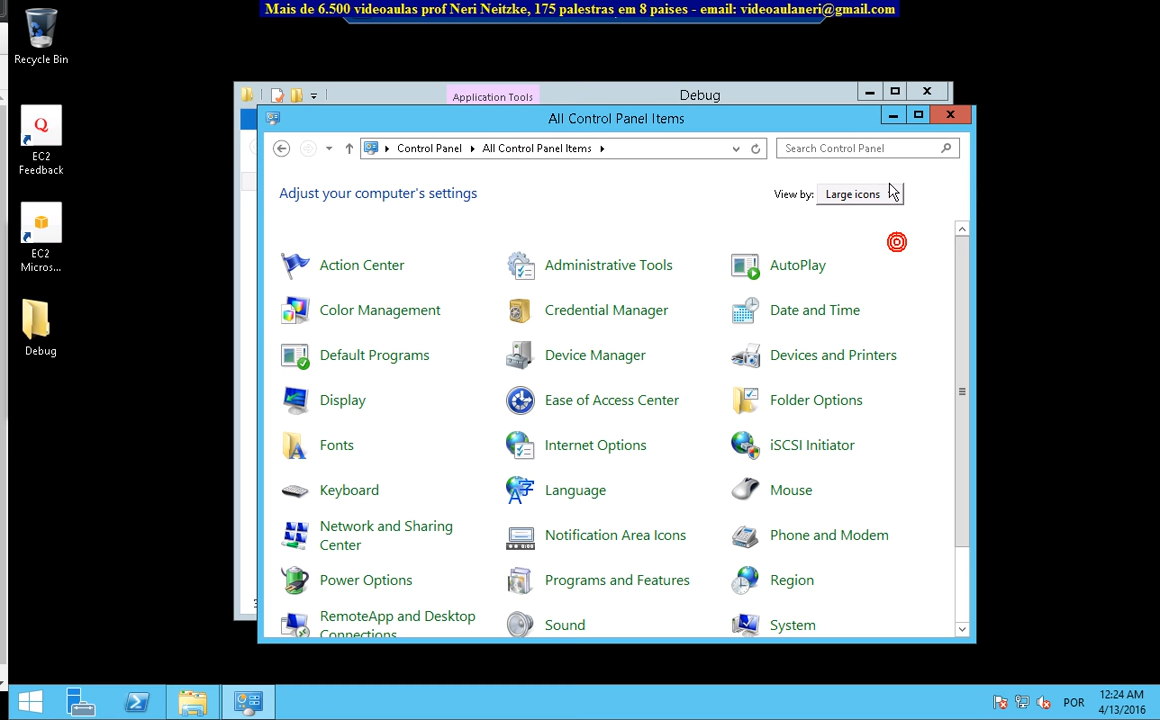 Mais de 6.500 videoaulas prof Neri Neitzke, 175 palestras em 8 paises - email: videoaulaneri@gmail.com
Recycle Bin
EC2
Feedback
EC2
Micros...
Debug
Application Tools
Debug
All Control Panel Items
Control Panel
All Control Panel Items
Search Control Panel
Adjust your computer's settings
View by:
Large icons
Action Center
Administrative Tools
AutoPlay
Color Management
Credential Manager
Date and Time
Default Programs
Device Manager
Devices and Printers
Display
Ease of Access Center
Folder Options
Fonts
Internet Options
iSCSI Initiator
Keyboard
Language
Mouse
Network and Sharing
Center
Notification Area Icons
Phone and Modem
Power Options
Programs and Features
Region
RemoteApp and Desktop
Connections
Sound
System
POR
12:24 AM
4/13/2016